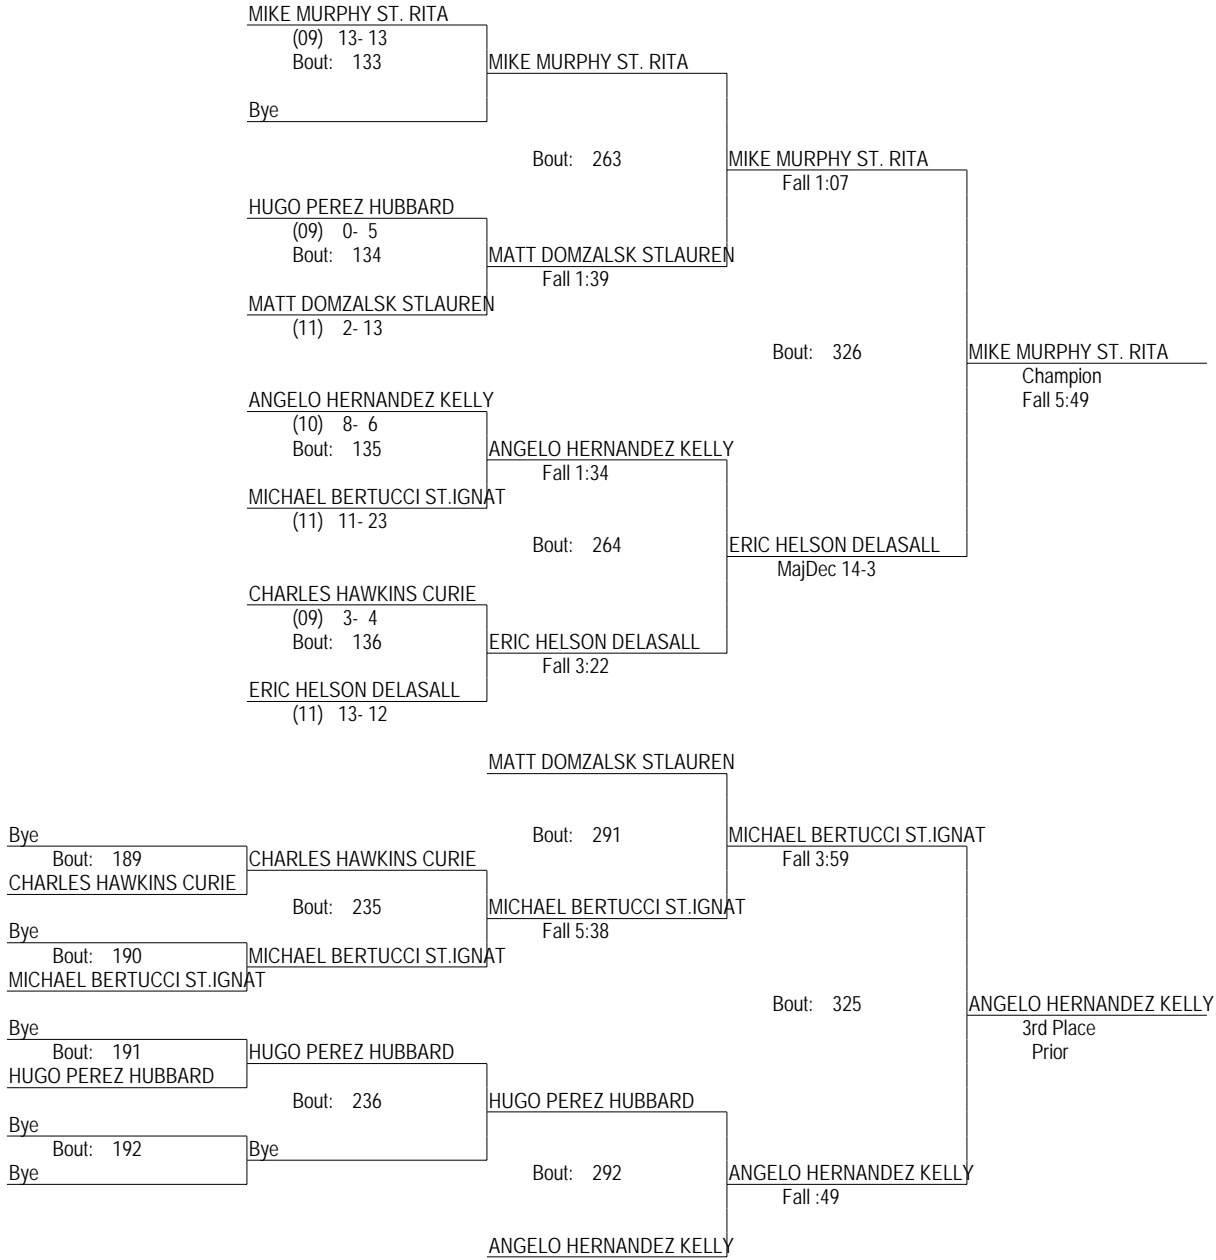 MIKE MURPHY ST. RITA
(09) 13- 13
Bout: 133
MIKE MURPHY ST. RITA
Bye
Bout: 263
MIKE MURPHY ST. RITA
Fall 1:07
HUGO PEREZ HUBBARD
(09) 0- 5
Bout: 134
MATT DOMZALSK STLAUREN
Fall 1:39
MATT DOMZALSK STLAUREN
(11) 2- 13
Bout: 326
MIKE MURPHY ST. RITA
Champion
Fall 5:49
ANGELO HERNANDEZ KELLY
(10) 8- 6
Bout: 135
ANGELO HERNANDEZ KELLY
Fall 1:34
MICHAEL BERTUCCI ST.IGNAT
(11) 11- 23
Bout: 264
ERIC HELSON DELASALL
MajDec 14-3
CHARLES HAWKINS CURIE
(09) 3- 4
Bout: 136
ERIC HELSON DELASALL
Fall 3:22
ERIC HELSON DELASALL
(11) 13- 12
MATT DOMZALSK STLAUREN
Bout: 291
MICHAEL BERTUCCI ST.IGNAT
Fall 3:59
Bye
Bout: 189
CHARLES HAWKINS CURIE
CHARLES HAWKINS CURIE
Bout: 235
MICHAEL BERTUCCI ST.IGNAT
Fall 5:38
Bye
Bout: 190
MICHAEL BERTUCCI ST.IGNAT
MICHAEL BERTUCCI ST.IGNAT
Bout: 325
ANGELO HERNANDEZ KELLY
3rd Place
Prior
Bye
Bout: 191
HUGO PEREZ HUBBARD
HUGO PEREZ HUBBARD
Bout: 236
HUGO PEREZ HUBBARD
Bye
Bout: 192
Bye
Bye
Bout: 292
ANGELO HERNANDEZ KELLY
Fall :49
ANGELO HERNANDEZ KELLY